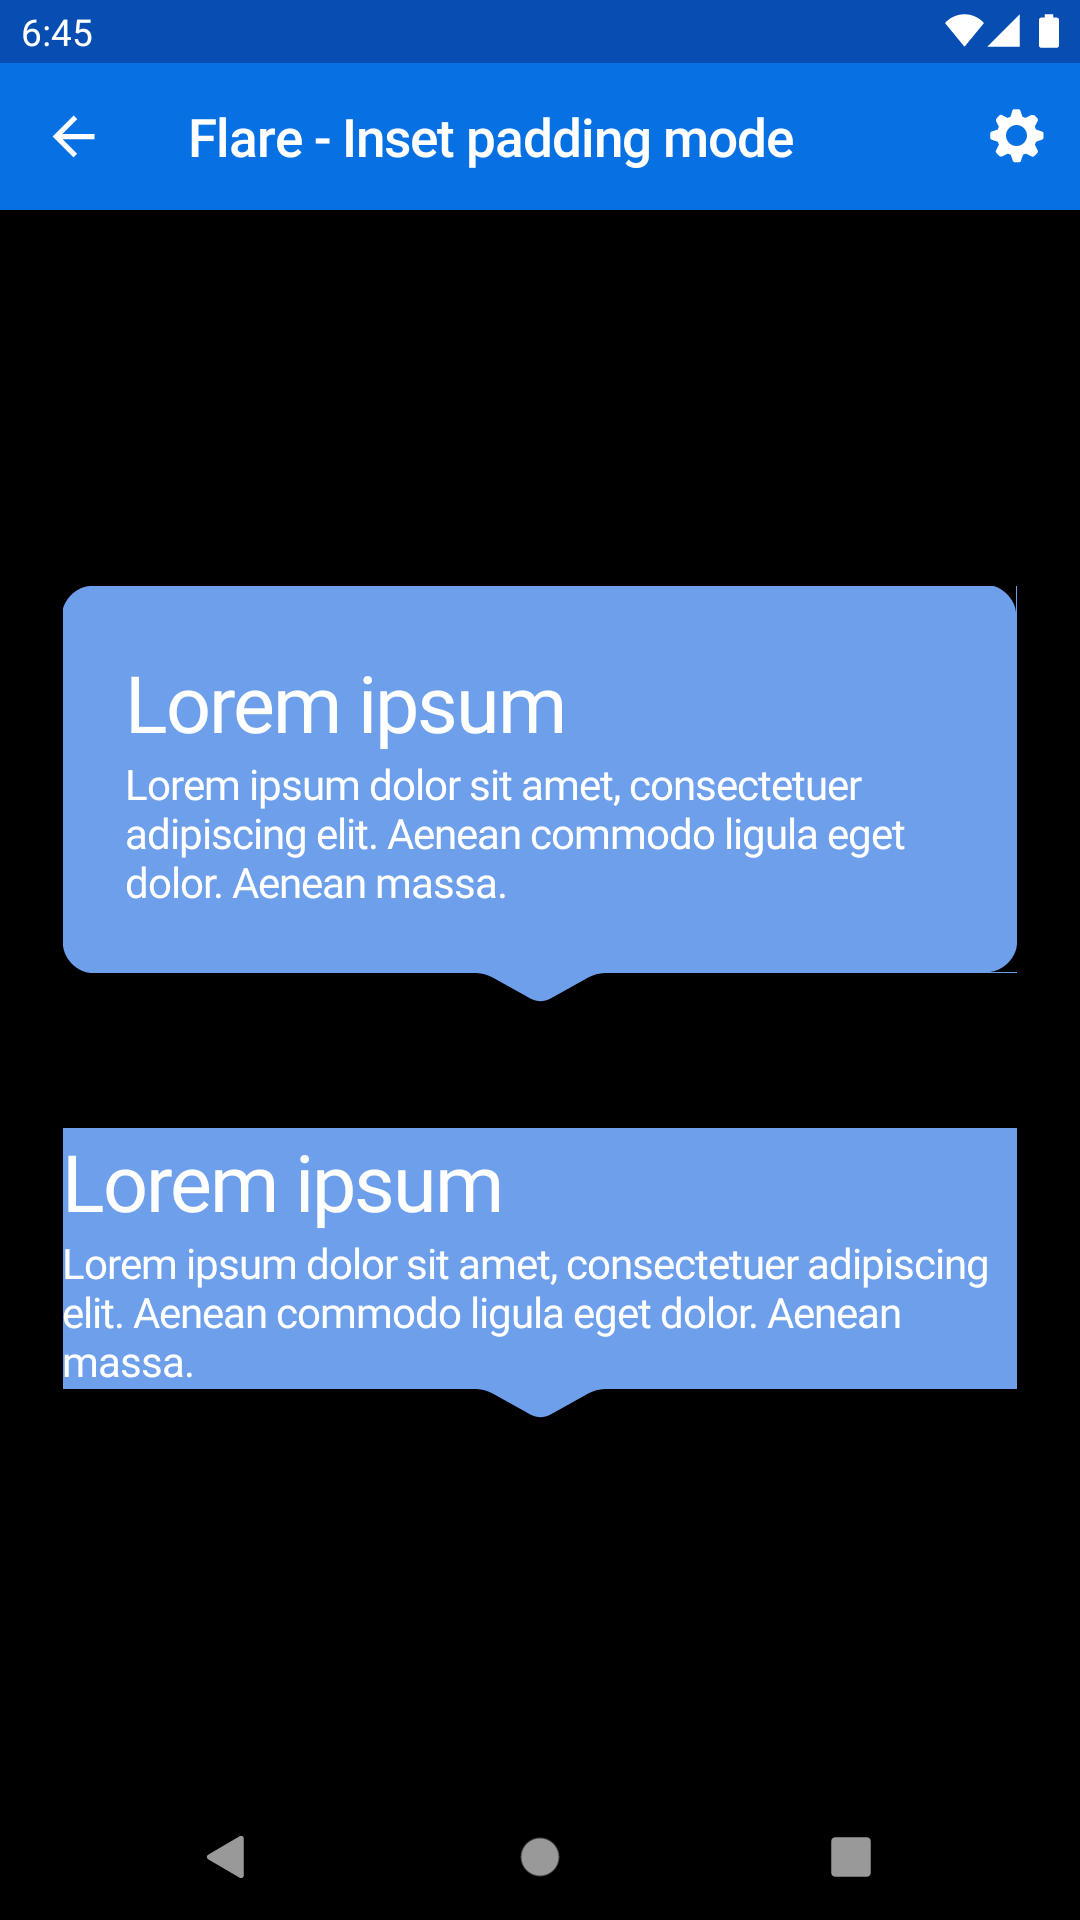 6:45
Flare - Inset padding mode
Lorem ipsum
Lorem ipsum dolor sit amet, consectetuer
adipiscing elit. Aenean commodo ligula eget
dolor. Aenean massa.
Lorem ipsum
Lorem ipsum dolor sit amet, consectetuer adipiscing
elit. Aenean commodo ligula eget dolor. Aenean
massa.